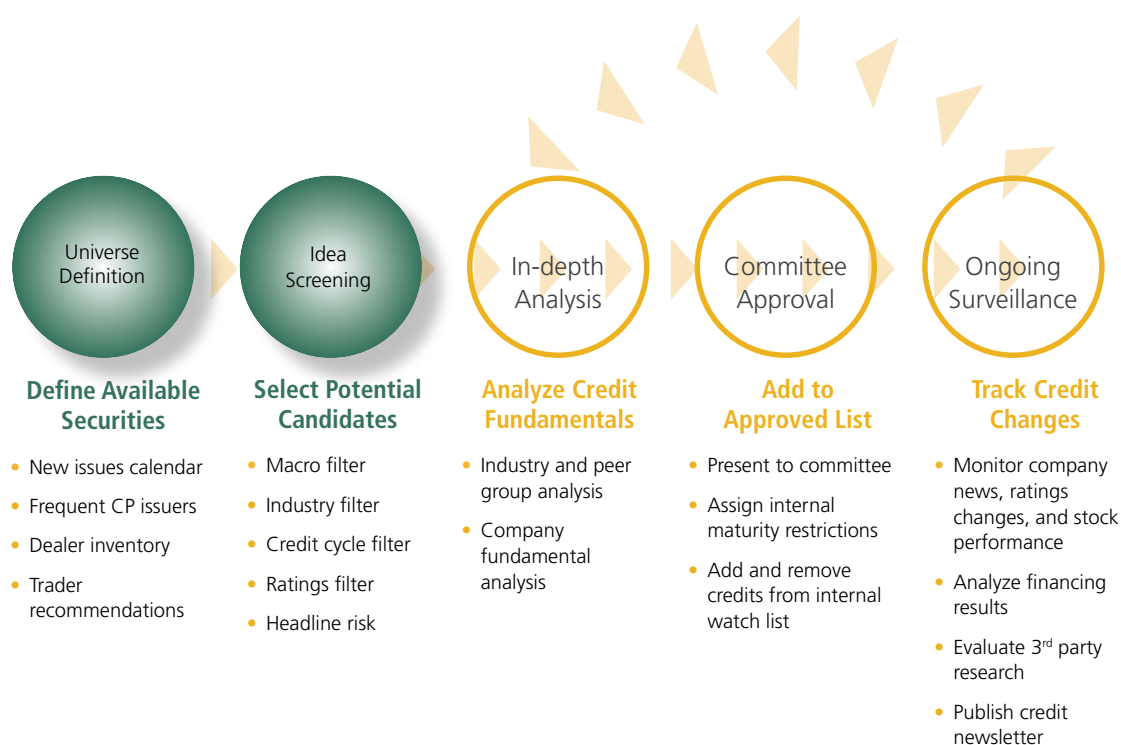 Universe
Definition
Idea
Screening
In-depth
Analysis
Committee
Approval
Ongoing
Surveillance
Define Available
Securities
• New issues calendar
• Frequent CP issuers
• Dealer inventory
• Trader
recommendations
Select Potential
Candidates
• Macro filter
• Industry filter
• Credit cycle filter
• Ratings filter
• Headline risk
Analyze Credit
Fundamentals
• Industry and peer
group analysis
• Company
fundamental
analysis
Add to
Approved List
• Present to committee
• Assign internal
maturity restrictions
• Add and remove
credits from internal
watch list
Track Credit
Changes
• Monitor company
news, ratings
changes, and stock
performance
• Analyze financing
results
• Evaluate 3rd party
research
• Publish credit
newsletter